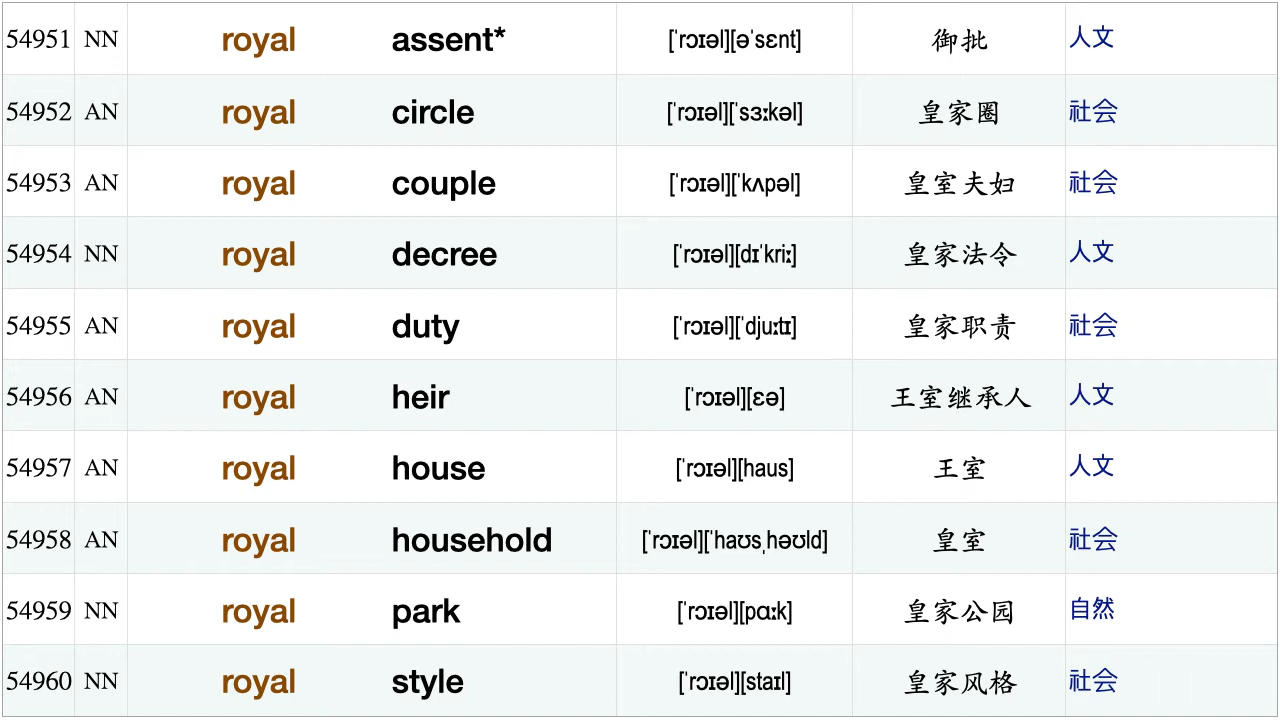 54951 NN royal assent* [ˈrɔɪəl][əˈsɛnt] 御批 人文
54952 AN royal circle [ˈrɔɪəl][ˈsɜːkəl] 皇家圈 社会
54953 AN royal couple [ˈrɔɪəl][ˈkʌpəl] 皇室夫妇 社会
54954 NN royal decree [ˈrɔɪəl][dɪˈkriː] 皇家法令 人文
54955 AN royal duty [ˈrɔɪəl][ˈdjuːtɪ] 皇家职责 社会
54956 AN royal heir [ˈrɔɪəl][ɛə] 王室继承人 人文
54957 AN royal house [ˈrɔɪəl][haus] 王室 人文
54958 AN royal household [ˈrɔɪəl][ˈhaʊsˌhəʊld] 皇室 社会
54959 NN royal park [ˈrɔɪəl][pɑːk] 皇家公园 自然
54960 NN royal style [ˈrɔɪəl][staɪl] 皇家风格 社会